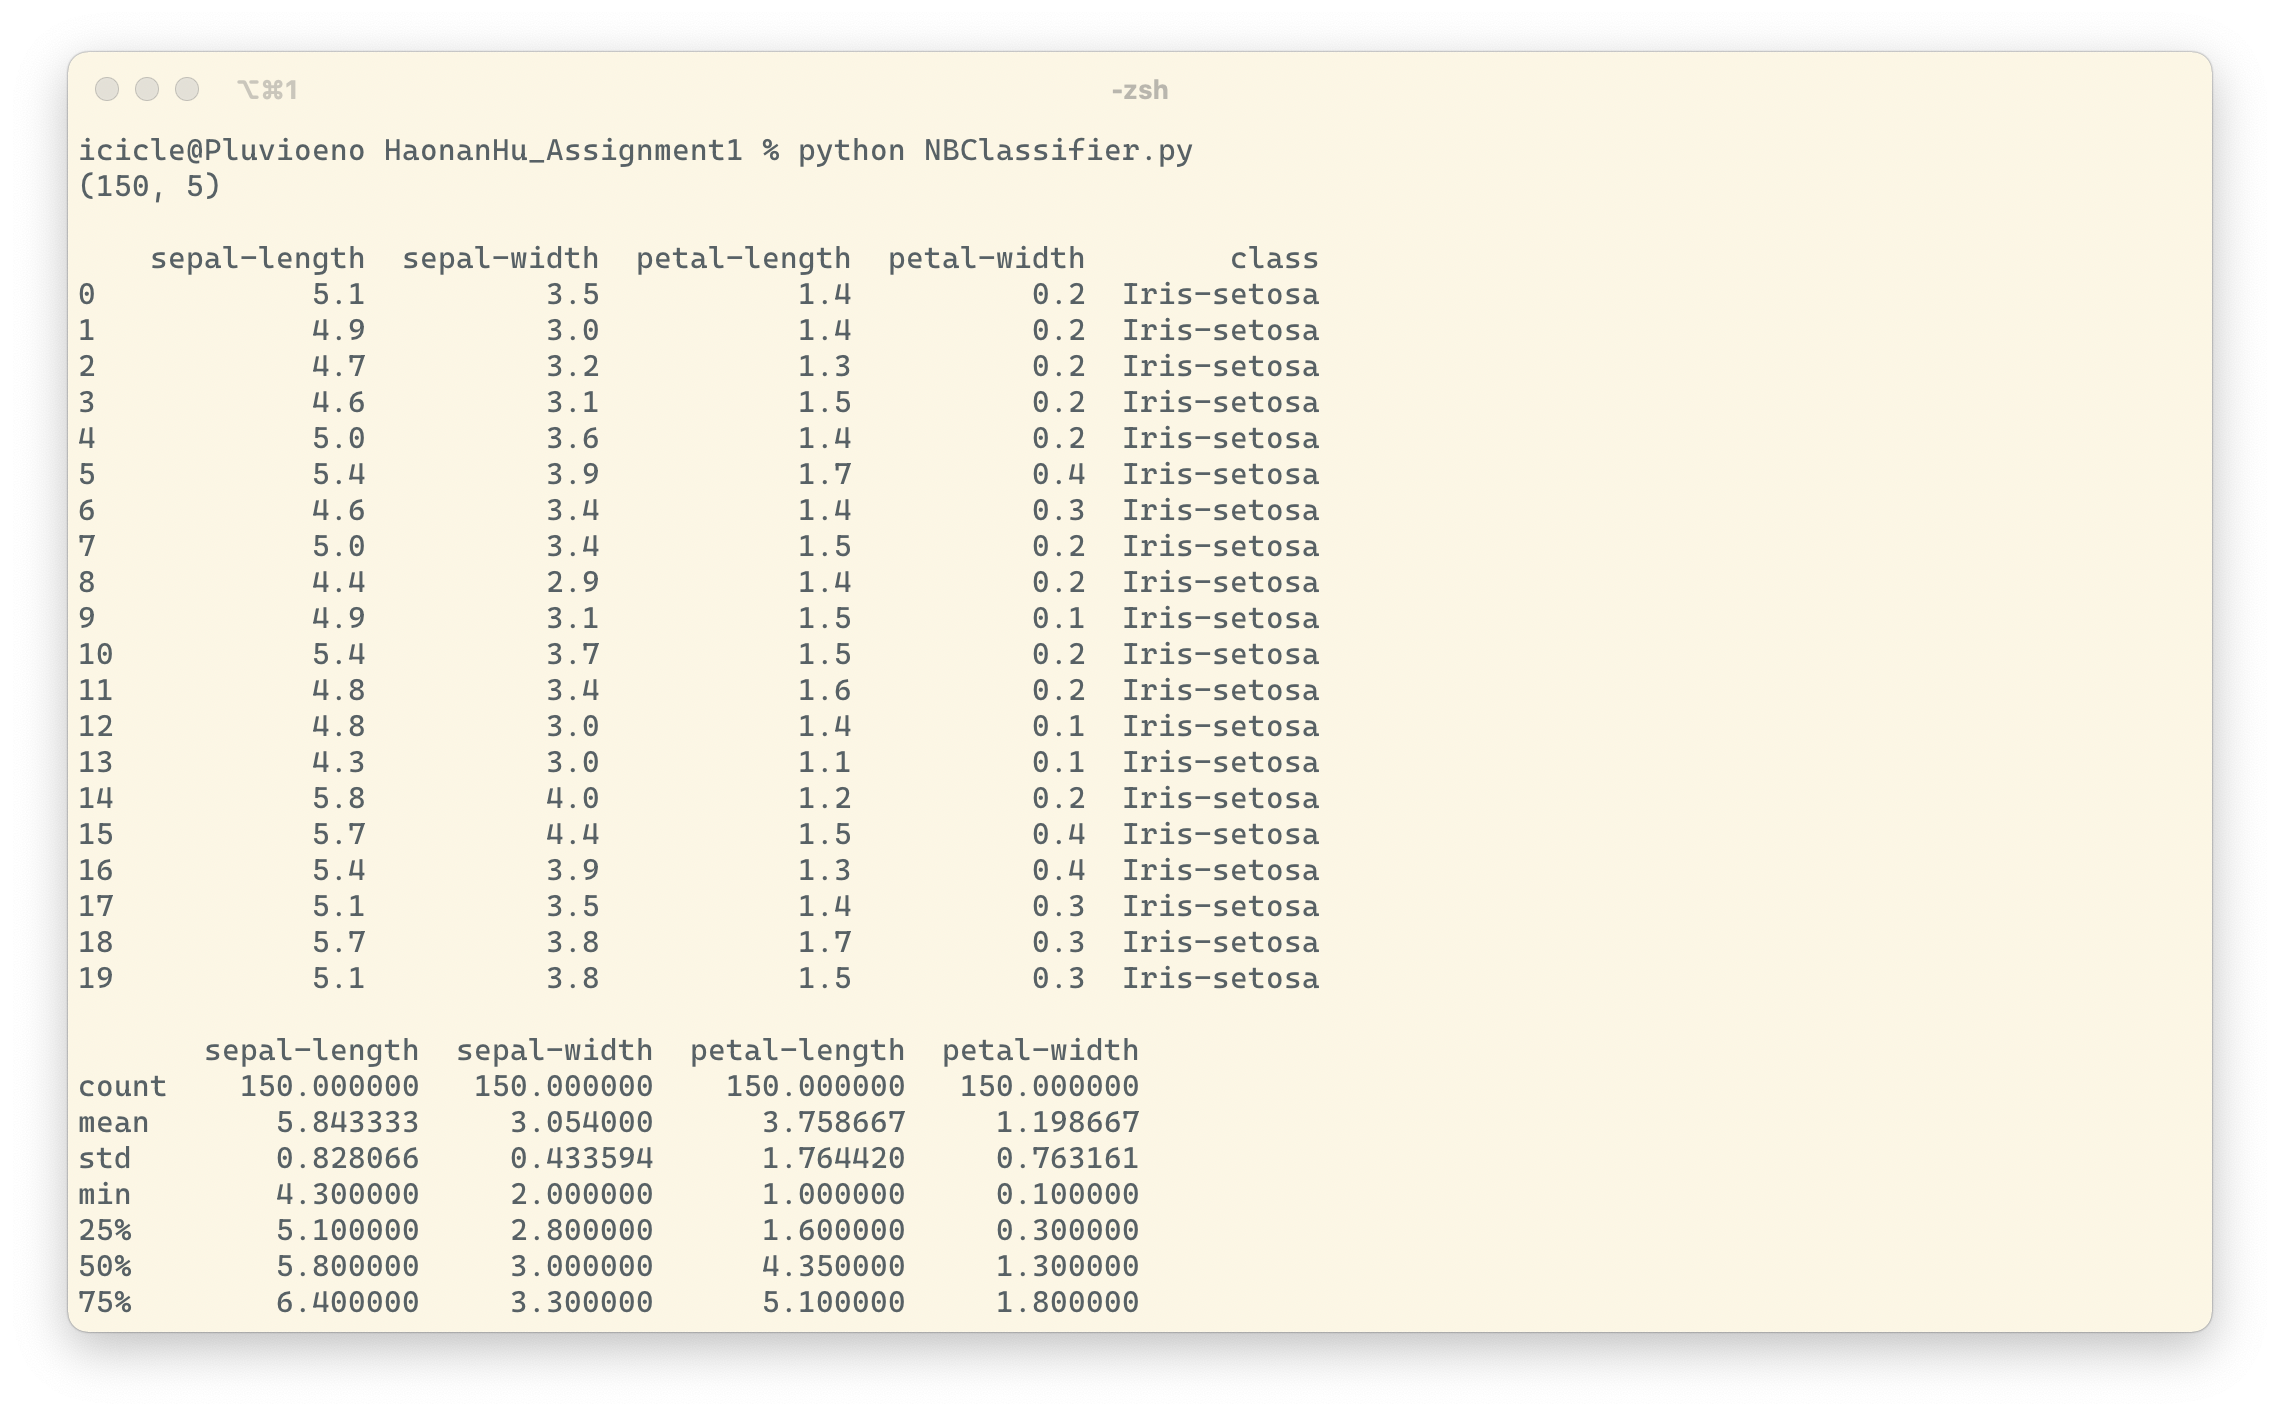 ⌥⌘1 -zsh
icicle@Pluvioeno HaonanHu_Assignment1 % python NBClassifier.py
(150, 5)
    sepal-length  sepal-width  petal-length  petal-width        class
0            5.1          3.5           1.4          0.2  Iris-setosa
1            4.9          3.0           1.4          0.2  Iris-setosa
2            4.7          3.2           1.3          0.2  Iris-setosa
3            4.6          3.1           1.5          0.2  Iris-setosa
4            5.0          3.6           1.4          0.2  Iris-setosa
5            5.4          3.9           1.7          0.4  Iris-setosa
6            4.6          3.4           1.4          0.3  Iris-setosa
7            5.0          3.4           1.5          0.2  Iris-setosa
8            4.4          2.9           1.4          0.2  Iris-setosa
9            4.9          3.1           1.5          0.1  Iris-setosa
10           5.4          3.7           1.5          0.2  Iris-setosa
11           4.8          3.4           1.6          0.2  Iris-setosa
12           4.8          3.0           1.4          0.1  Iris-setosa
13           4.3          3.0           1.1          0.1  Iris-setosa
14           5.8          4.0           1.2          0.2  Iris-setosa
15           5.7          4.4           1.5          0.4  Iris-setosa
16           5.4          3.9           1.3          0.4  Iris-setosa
17           5.1          3.5           1.4          0.3  Iris-setosa
18           5.7          3.8           1.7          0.3  Iris-setosa
19           5.1          3.8           1.5          0.3  Iris-setosa
       sepal-length  sepal-width  petal-length  petal-width
count    150.000000   150.000000    150.000000   150.000000
mean       5.843333     3.054000      3.758667     1.198667
std        0.828066     0.433594      1.764420     0.763161
min        4.300000     2.000000      1.000000     0.100000
25%        5.100000     2.800000      1.600000     0.300000
50%        5.800000     3.000000      4.350000     1.300000
75%        6.400000     3.300000      5.100000     1.800000